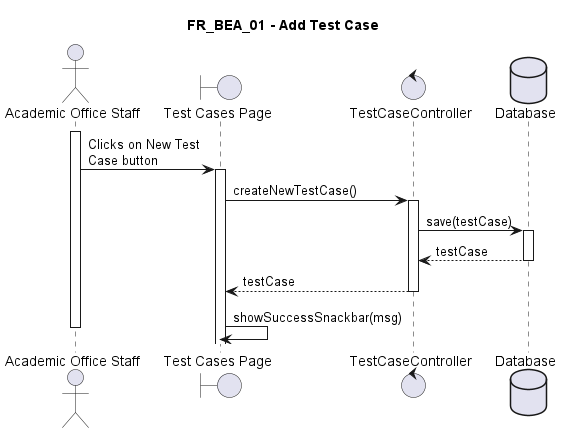 FR_BEA_01 - Add Test Case
Academic Office Staff
Test Cases Page
TestCaseController
Database
Clicks on New Test
Case button
createNewTestCase()
save(testCase)
testCase
testCase
showSuccessSnackbar(msg)
Academic Office Staff
Test Cases Page
TestCaseController
Database